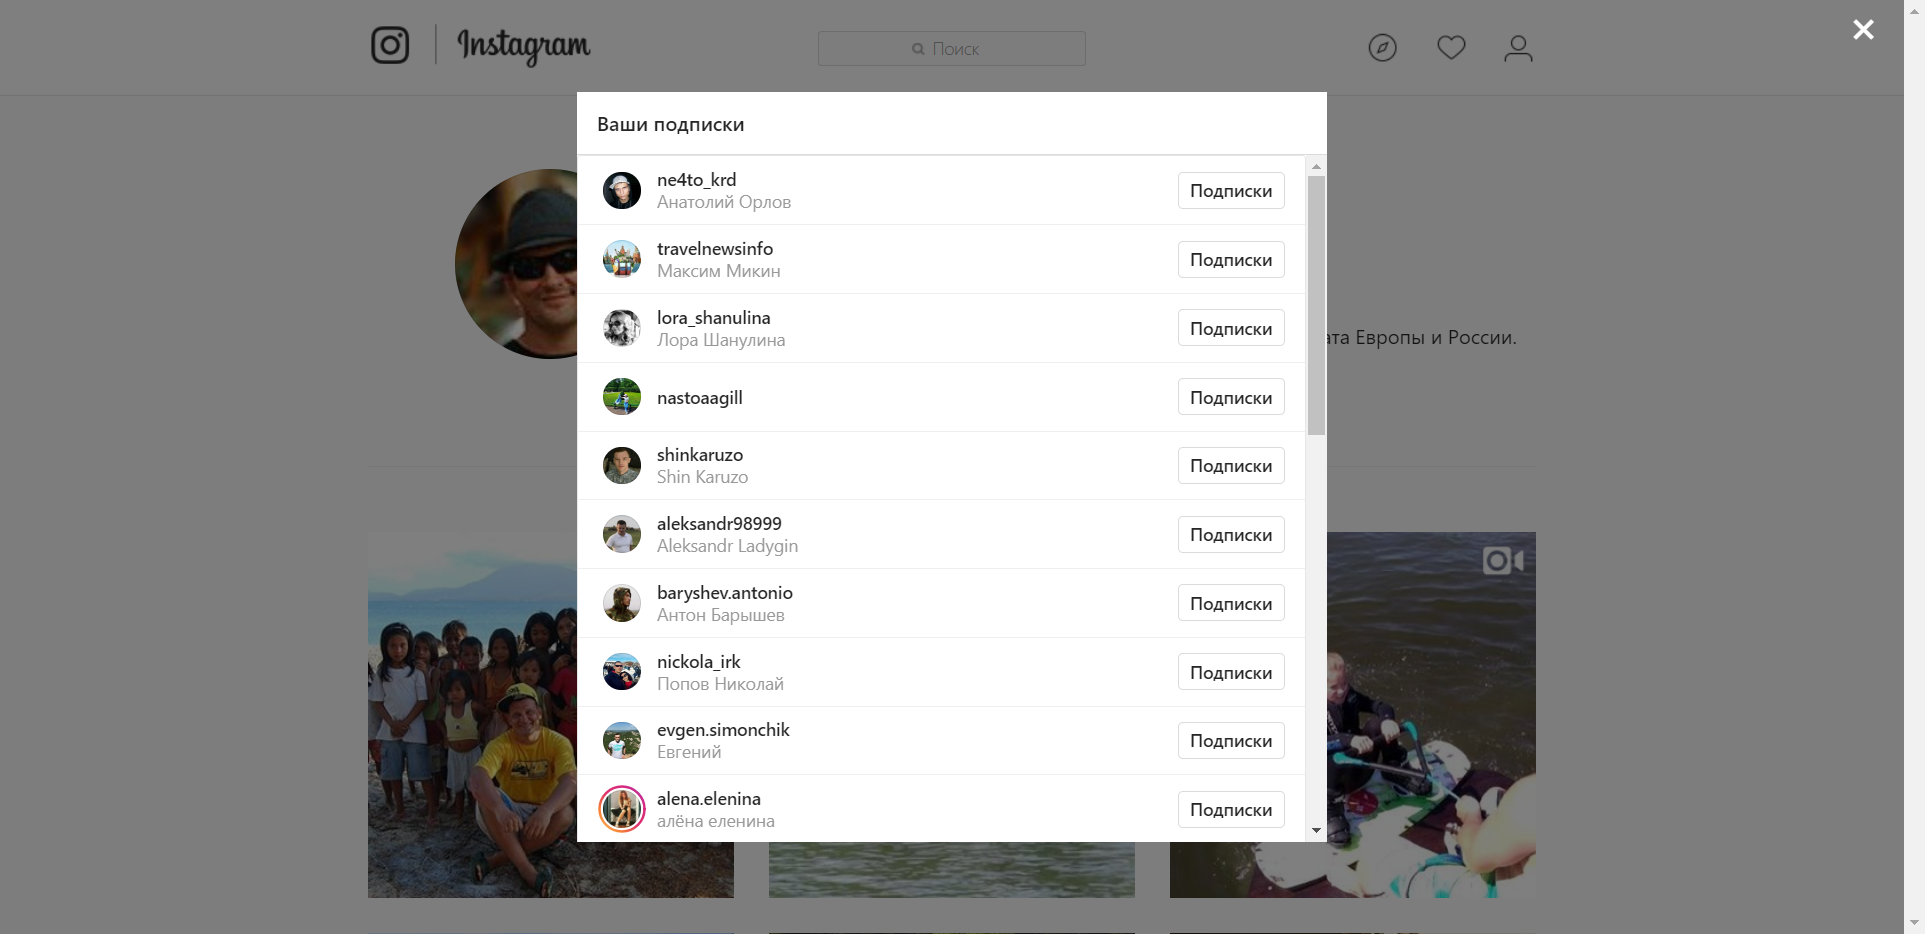 Instagram
Поиск
Ваши подписки
ne4to_krd
Анатолий Орлов
Подписки
travelnewsinfo
Максим Микин
Подписки
lora_shanulina
Лора Шанулина
Подписки
ата Европы и России.
nastoaagill
Подписки
shinkaruzo
Shin Karuzo
Подписки
aleksandr98999
Aleksandr Ladygin
Подписки
baryshev.antonio
Антон Барышев
Подписки
nickola_irk
Попов Николай
Подписки
evgen.simonchik
Евгений
Подписки
alena.elenina
алёна еленина
Подписки